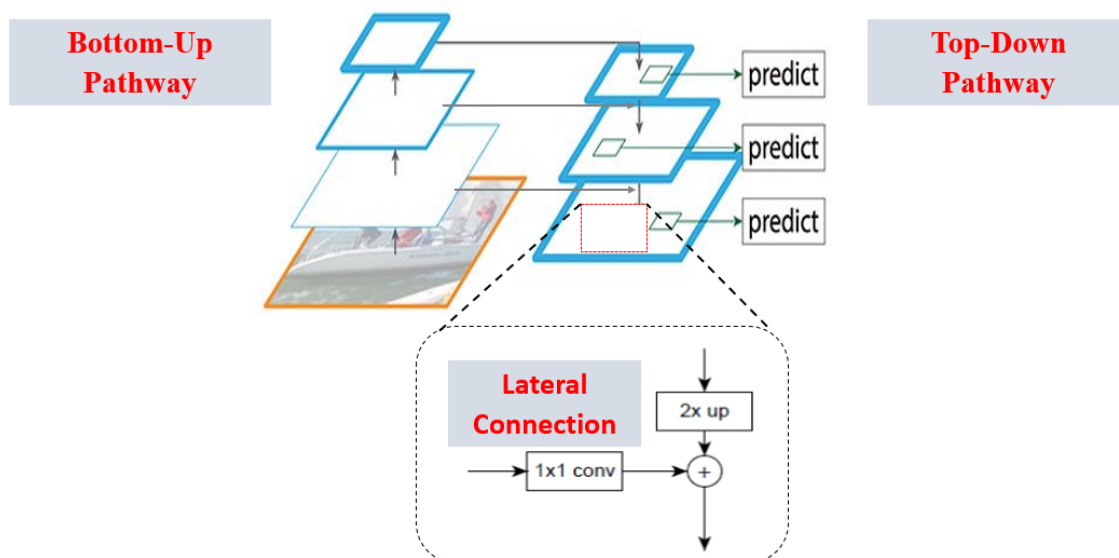 Bottom-Up
Pathway
Top-Down
Pathway
predict
predict
predict
Lateral
Connection
2x up
1x1 conv
+